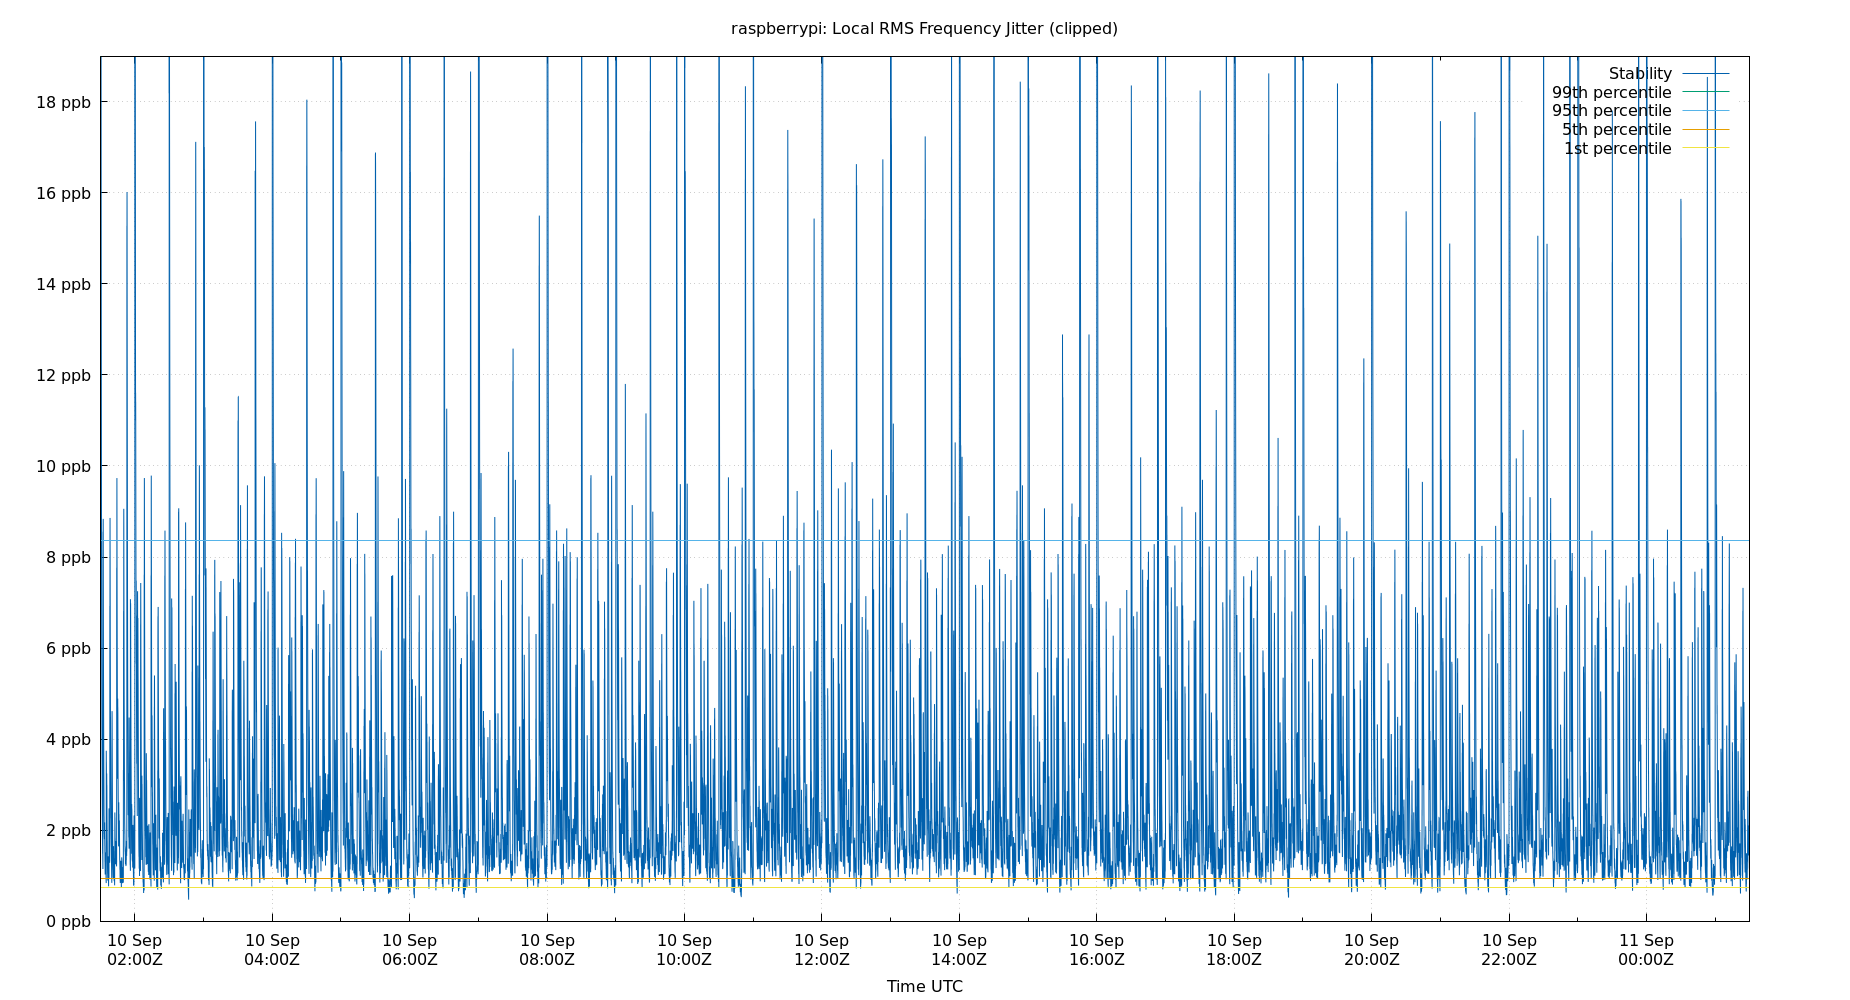 raspberrypi: Local RMS Frequency Jitter (clipped)
Stability
99th percentile
95th percentile
5th percentile
1st percentile
18 ppb
16 ppb
14 ppb
12 ppb
10 ppb
8 ppb
6 ppb
4 ppb
2 ppb
0 ppb
10 Sep 10 Sep 10 Sep 10 Sep 10 Sep 10 Sep 10 Sep 10 Sep 10 Sep 10 Sep 10 Sep 11 Sep
02:00Z 04:00Z 06:00Z 08:00Z 10:00Z 12:00Z 14:00Z 16:00Z 18:00Z 20:00Z 22:00Z 00:00Z
Time UTC